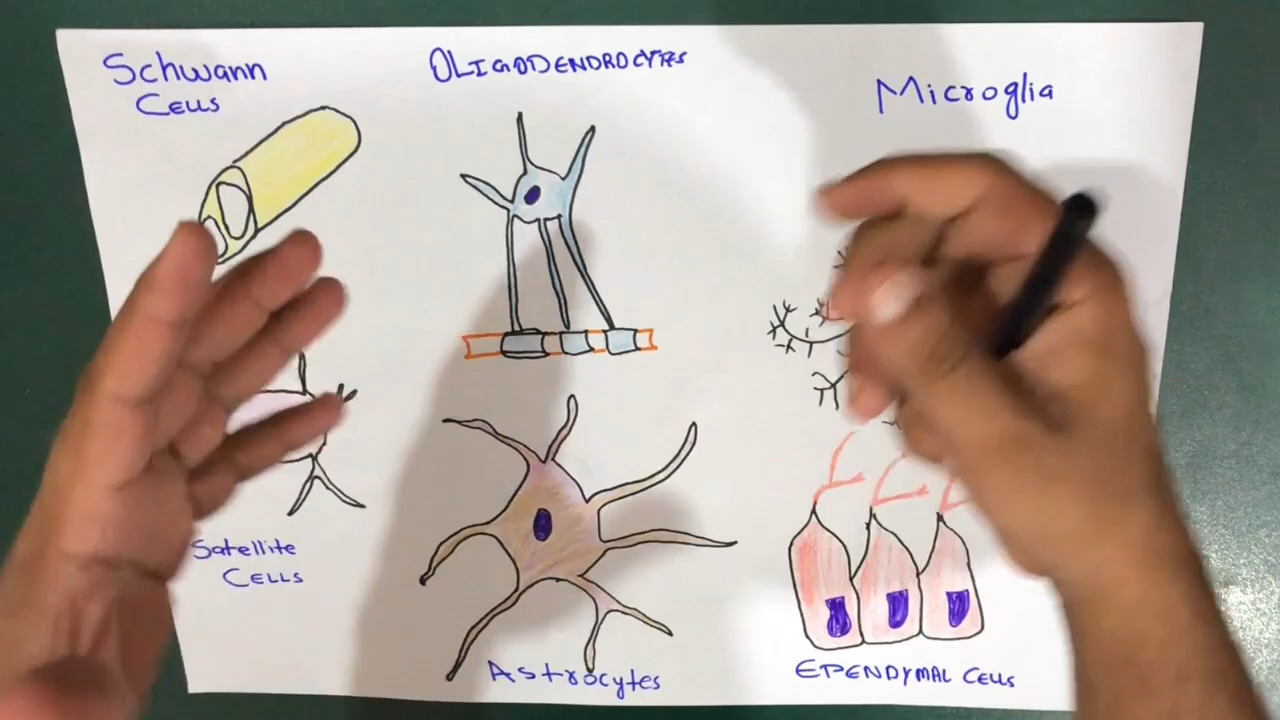 Schwann
Cells
OLIGODENDROCYTES
Microglia
Satellite
CELLS
Astrocytes
EPENDYMAL CELLS